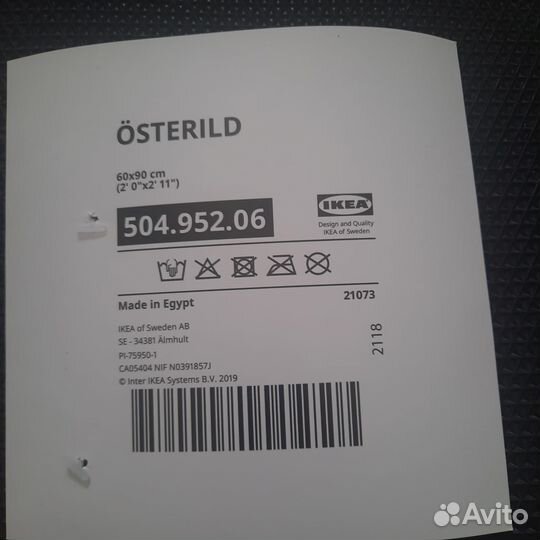 ÖSTERILD
60x90 cm
(2' 0"x2' 11")
504.952.06
IKEA
Design and Quality
IKEA of Sweden
Made in Egypt
21073
IKEA of Sweden AB
SE - 34381 Älmhult
PI-75950-1
CA05404 NIF N0391857J
© Inter IKEA Systems B.V. 2019
2118
Avito